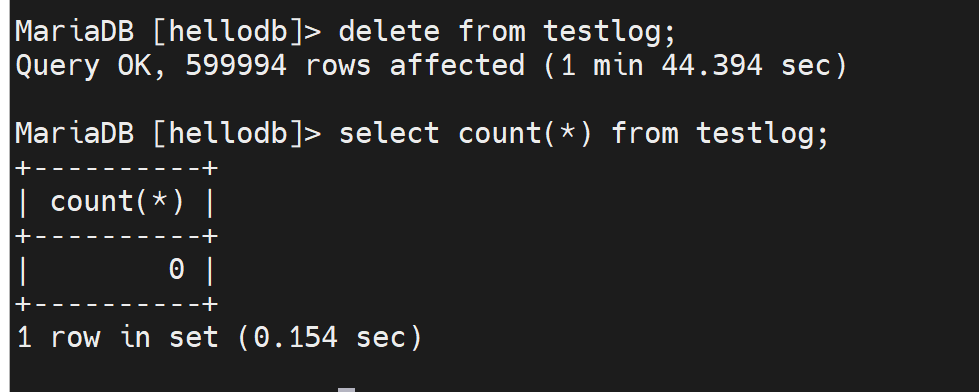 MariaDB [hellodb]> delete from testlog;
Query OK, 599994 rows affected (1 min 44.394 sec)
MariaDB [hellodb]> select count(*) from testlog;
+----------+
| count(*) |
+----------+
|        0 |
+----------+
1 row in set (0.154 sec)